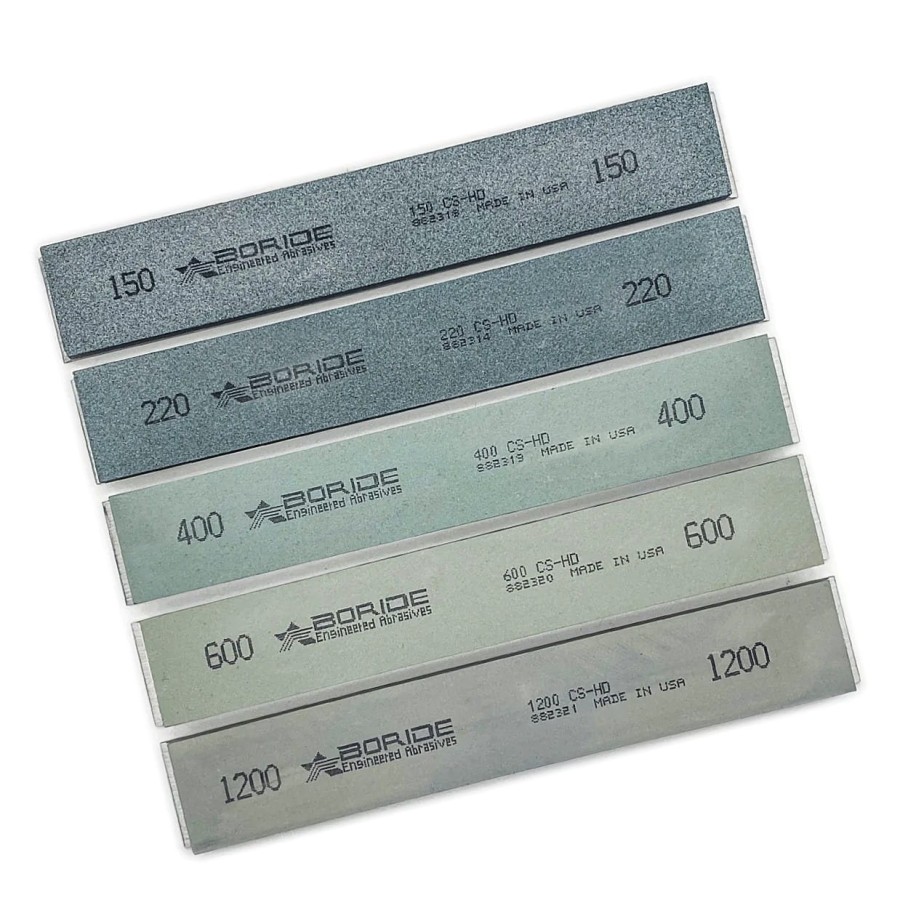 150 BORIDE
Engineered Abrasives
150 CS-HD
882318 MADE IN USA
150
220 BORIDE
Engineered Abrasives
220 CS-HD
882314 MADE IN USA
220
400 BORIDE
Engineered Abrasives
400 CS-HD
882319 MADE IN USA
400
600 BORIDE
Engineered Abrasives
600 CS-HD
882320 MADE IN USA
600
1200 BORIDE
Engineered Abrasives
1200 CS-HD
882321 MADE IN USA
1200